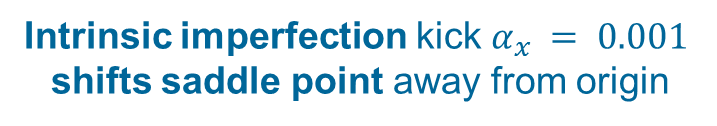 Intrinsic imperfection kick αₓ = 0.001
shifts saddle point away from origin